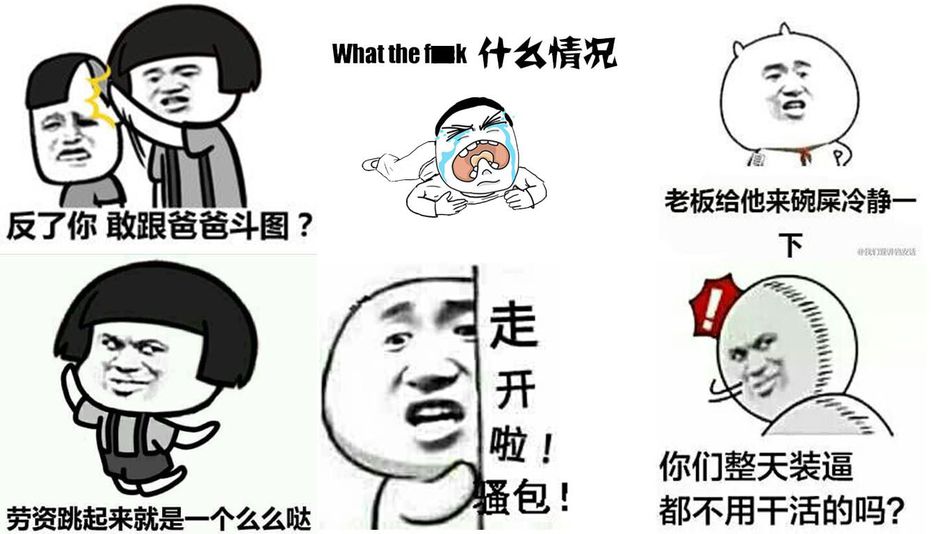 What the f■■k 什么情况
反了你 敢跟爸爸斗图？
老板给他来碗屎冷静一
下
走
开
啦！
骚包！
劳资跳起来就是一个么么哒
你们整天装逼
都不用干活的吗?